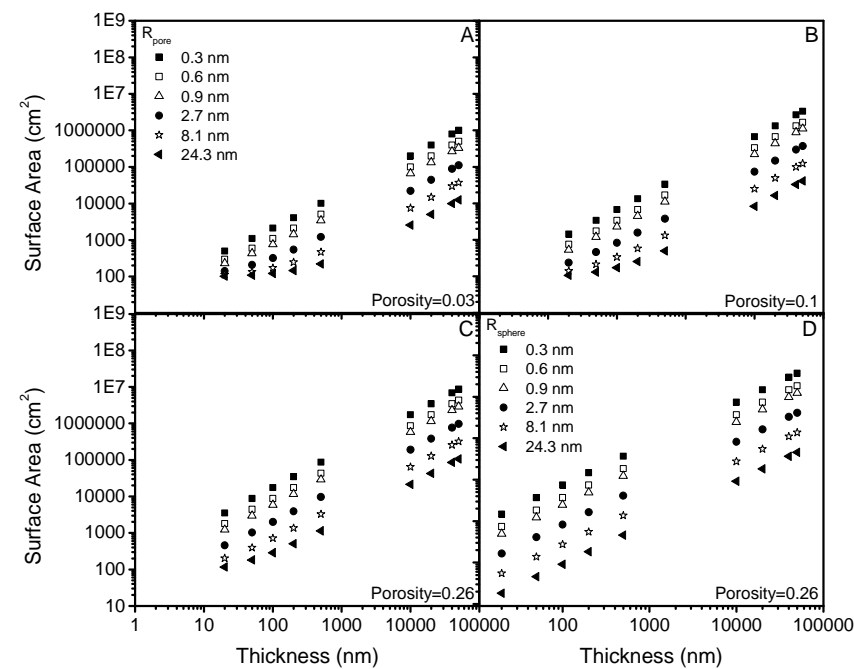 1E9
1E8
1E7
1000000
100000
10000
1000
100
Surface Area (cm²)
R_pore
0.3 nm
0.6 nm
0.9 nm
2.7 nm
8.1 nm
24.3 nm
A
Porosity=0.03
B
Porosity=0.1
1E9
1E8
1E7
1000000
100000
10000
1000
100
10
Surface Area (cm²)
C
Porosity=0.26
R_sphere
0.3 nm
0.6 nm
0.9 nm
2.7 nm
8.1 nm
24.3 nm
D
Porosity=0.26
1 10 100 1000 10000 100000 100 1000 10000 100000
Thickness (nm) Thickness (nm)